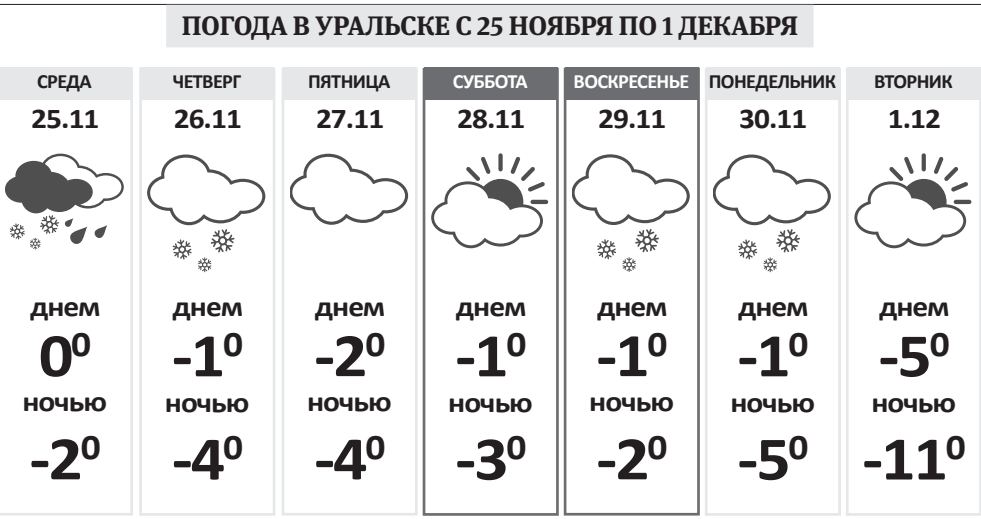 ПОГОДА В УРАЛЬСКЕ С 25 НОЯБРЯ ПО 1 ДЕКАБРЯ
СРЕДА
25.11
днем
0⁰
ночью
-2⁰
ЧЕТВЕРГ
26.11
днем
-1⁰
ночью
-4⁰
ПЯТНИЦА
27.11
днем
-2⁰
ночью
-4⁰
СУББОТА
28.11
днем
-1⁰
ночью
-3⁰
ВОСКРЕСЕНЬЕ
29.11
днем
-1⁰
ночью
-2⁰
ПОНЕДЕЛЬНИК
30.11
днем
-1⁰
ночью
-5⁰
ВТОРНИК
1.12
днем
-5⁰
ночью
-11⁰